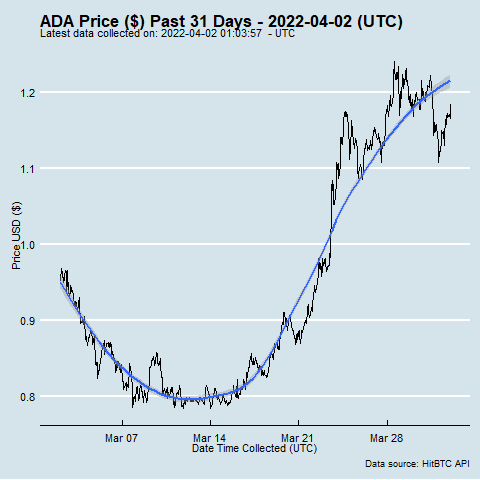 ADA Price ($) Past 31 Days - 2022-04-02 (UTC)
Latest data collected on: 2022-04-02 01:03:57 - UTC
Price USD ($)
1.2
1.1
1.0
0.9
0.8
Mar 07 Mar 14 Mar 21 Mar 28
Date Time Collected (UTC)
Data source: HitBTC API